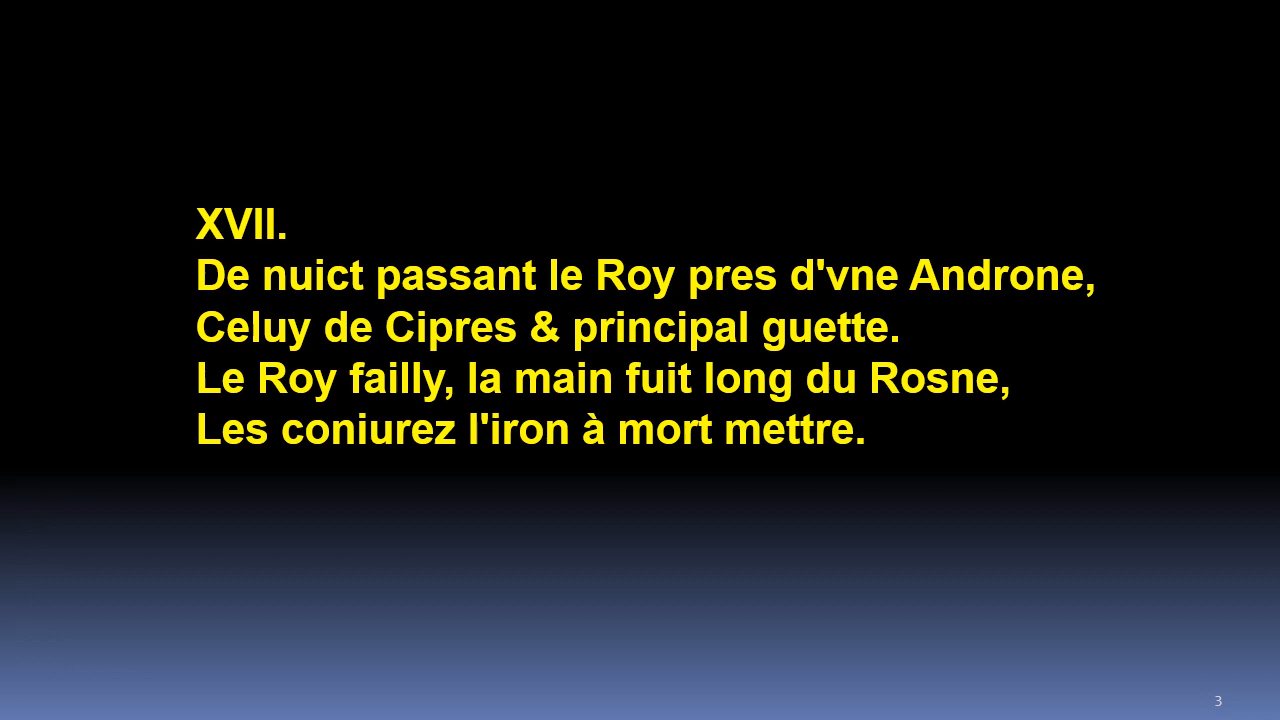 XVII.
De nuict passant le Roy pres d'vne Androne,
Celuy de Cipres & principal guette.
Le Roy failly, la main fuit long du Rosne,
Les coniurez l'iron à mort mettre.
3